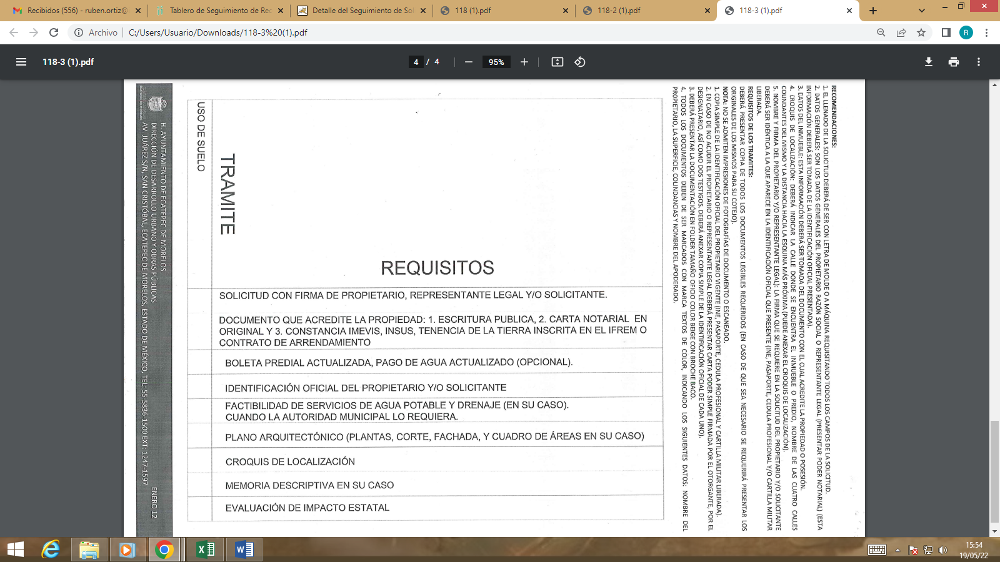 Recibidos (556) - ruben.ortiz@
Tablero de Seguimiento de Rec
Detalle del Seguimiento de Sol
118 (1).pdf
118-2 (1).pdf
118-3 (1).pdf
Archivo
C:/Users/Usuario/Downloads/118-3%20(1).pdf
R
118-3 (1).pdf
4 / 4
95%
RECOMENDACIONES:
1. EL LLENADO DE LA SOLICITUD DEBERÁ DE SER CON LETRA DE MOLDE O A MÁQUINA REQUISITANDO TODOS LOS CAMPOS DE LA SOLICITUD.
2. DATOS GENERALES: SON LOS DATOS GENERALES DEL PROPIETARIO RAZÓN SOCIAL O REPRESENTANTE LEGAL (PRESENTAR PODER NOTARIAL) (ESTA
INFORMACIÓN DEBERÁ SER TOMADA DE LA IDENTIFICACIÓN OFICIAL PRESENTADA).
3. DATOS DEL INMUEBLE: ESTA INFORMACIÓN DEBERÁ SER TOMADA DEL DOCUMENTO CON EL CUAL ACREDITE LA PROPIEDAD O POSESIÓN.
4. CROQUIS DE LOCALIZACIÓN: DEBERÁ INDICAR LA CALLE DONDE SE ENCUENTRA EL INMUEBLE O PREDIO, NOMBRE DE LAS CUATRO CALLES
COLINDANTES DEL MISMO Y LA DISTANCIA HACIA LA ESQUINA MÁS PRÓXIMA (PUEDE ANEXAR EL CROQUIS DE LOCALIZACIÓN).
5. NOMBRE Y FIRMA DEL PROPIETARIO Y/O REPRESENTANTE LEGAL): LA FIRMA QUE SE REQUIERE EN LA SOLICITUD DEL PROPIETARIO Y/O SOLICITANTE
DEBERÁ SER IDÉNTICA A LA QUE APARECE EN LA IDENTIFICACIÓN OFICIAL QUE PRESENTE (INE, PASAPORTE, CEDULA PROFESIONAL Y/O CARTILLA MILITAR
LIBERADA.
REQUISITOS DE LOS TRAMITES:
DEBERÁ PRESENTAR COPIA DE TODOS LOS DOCUMENTOS LEGIBLES REQUERIDOS (EN CASO DE QUE SEA NECESARIO SE REQUERIRÁ PRESENTAR LOS
ORIGINALES DE LOS MISMOS PARA SU COTEJO).
NOTA: NO SE ADMITEN IMPRESIONES DE FOTOGRAFÍAS DE DOCUMENTO O ESCANEADO.
1. COPIA SIMPLE DE LA IDENTIFICACIÓN OFICIAL DEL PROPIETARIO VIGENTE (INE, PASAPORTE, CEDULA PROFESIONAL Y CARTILLA MILITAR LIBERADA).
2. EN CASO DE NO ACUDIR EL PROPIETARIO O REPRESENTANTE LEGAL DEBERÁ PRESENTAR CARTA PODER SIMPLE FIRMADA POR EL OTORGANTE, POR EL
DESIGNATARIO, ASÍ COMO DOS TESTIGOS. DEBERÁ ANEXAR COPIA SIMPLE DE LA IDENTIFICACIÓN OFICIAL DE CADA UNO).
3. DEBERÁ PRESENTAR LA DOCUMENTACIÓN EN FOLDER TAMAÑO OFICIO COLOR BEIGE CON BROCHE BACO.
4. TODOS LOS DOCUMENTOS DEBEN DE SER MARCADOS CON MARCA TEXTOS DE COLOR, INDICANDO LOS SIGUIENTES DATOS: NOMBRE DEL
PROPIETARIO, LA SUPERFICIE, COLINDANCIAS Y NOMBRE DEL APODERADO.
TRAMITE
USO DE SUELO
REQUISITOS
SOLICITUD CON FIRMA DE PROPIETARIO, REPRESENTANTE LEGAL Y/O SOLICITANTE.
DOCUMENTO QUE ACREDITE LA PROPIEDAD: 1. ESCRITURA PUBLICA, 2. CARTA NOTARIAL EN
ORIGINAL Y 3. CONSTANCIA IMEVIS, INSUS, TENENCIA DE LA TIERRA INSCRITA EN EL IFREM O
CONTRATO DE ARRENDAMIENTO
BOLETA PREDIAL ACTUALIZADA, PAGO DE AGUA ACTUALIZADO (OPCIONAL).
IDENTIFICACIÓN OFICIAL DEL PROPIETARIO Y/O SOLICITANTE
FACTIBILIDAD DE SERVICIOS DE AGUA POTABLE Y DRENAJE (EN SU CASO).
CUANDO LA AUTORIDAD MUNICIPAL LO REQUIERA.
PLANO ARQUITECTÓNICO (PLANTAS, CORTE, FACHADA, Y CUADRO DE ÁREAS EN SU CASO)
CROQUIS DE LOCALIZACIÓN
MEMORIA DESCRIPTIVA EN SU CASO
EVALUACIÓN DE IMPACTO ESTATAL
H. AYUNTAMIENTO DE ECATEPEC DE MORELOS
DIRECCIÓN DE DESARROLLO URBANO Y OBRAS PÚBLICAS
AV. JUÁREZ S/N, SAN CRISTÓBAL, ECATEPEC DE MORELOS, ESTADO DE MÉXICO, TEL: 55-5836-1500 EXT: 1247-1597
ENERO 12
15:54
19/05/22